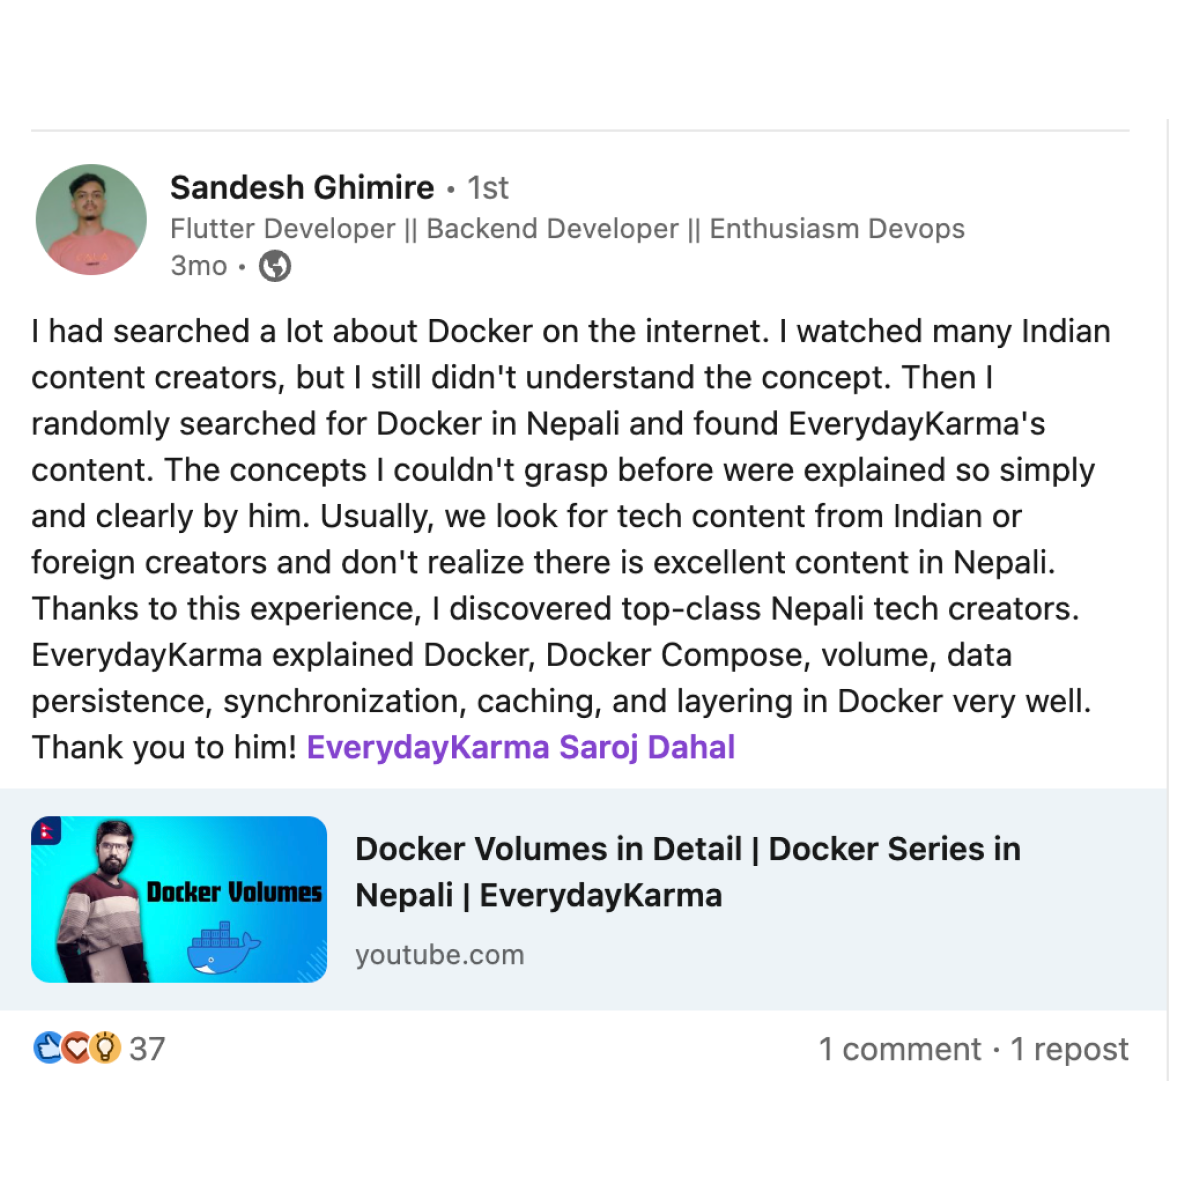 Sandesh Ghimire • 1st
Flutter Developer || Backend Developer || Enthusiasm Devops
3mo •
I had searched a lot about Docker on the internet. I watched many Indian
content creators, but I still didn't understand the concept. Then I
randomly searched for Docker in Nepali and found EverydayKarma's
content. The concepts I couldn't grasp before were explained so simply
and clearly by him. Usually, we look for tech content from Indian or
foreign creators and don't realize there is excellent content in Nepali.
Thanks to this experience, I discovered top-class Nepali tech creators.
EverydayKarma explained Docker, Docker Compose, volume, data
persistence, synchronization, caching, and layering in Docker very well.
Thank you to him! EverydayKarma Saroj Dahal
Docker Volumes
Docker Volumes in Detail | Docker Series in
Nepali | EverydayKarma
youtube.com
37
1 comment · 1 repost